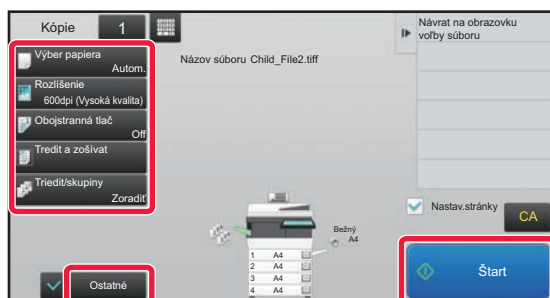 Kópie 1
Návrat na obrazovku
voľby súboru
Výber papiera
Autom.
Názov súboru Child_File2.tiff
Rozlíšenie
600dpi (Vysoká kvalita)
Obojstranná tlač
Off
Tredit a zošívat
Triedit/skupiny
Zoradiť
Nastav.stránky
CA
Bežný
A4
1 A4
2 A4
3 A4
4 A4
Ostatné
Štart